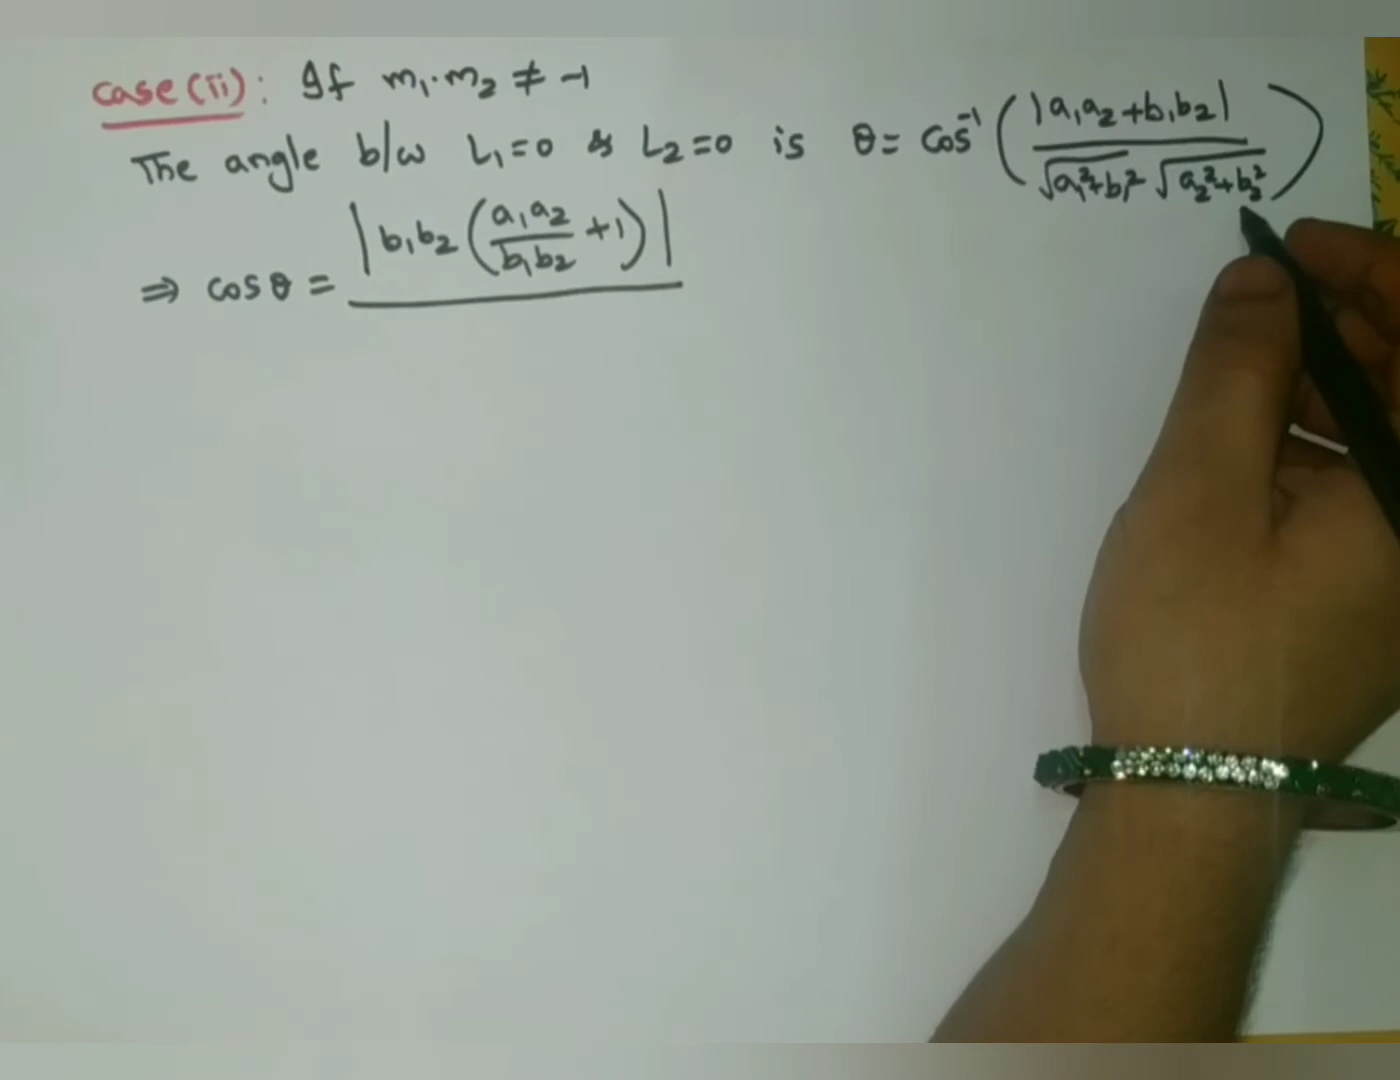 case(ii): If m₁.m₂ ≠ -1
The angle b/w L₁=0 & L₂=0 is θ = Cos⁻¹(|a₁a₂+b₁b₂| / √a₁²+b₁² √a₂²+b₂²)
⇒ cosθ = |b₁b₂(a₁a₂/b₁b₂ +1)|